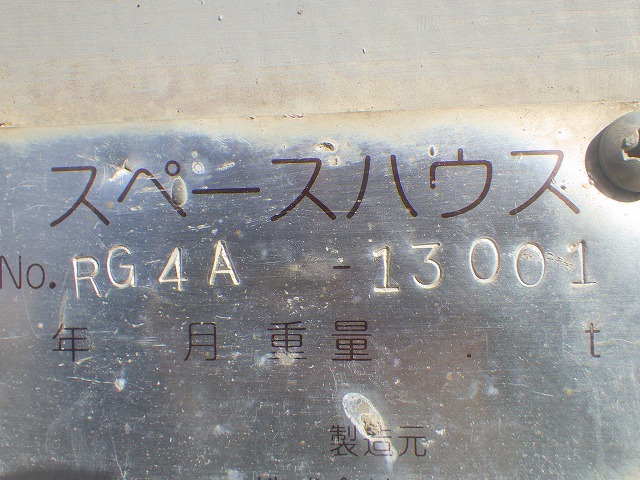 スペースハウス
No. RG4A -13001
年 月 重量 . t
製造元